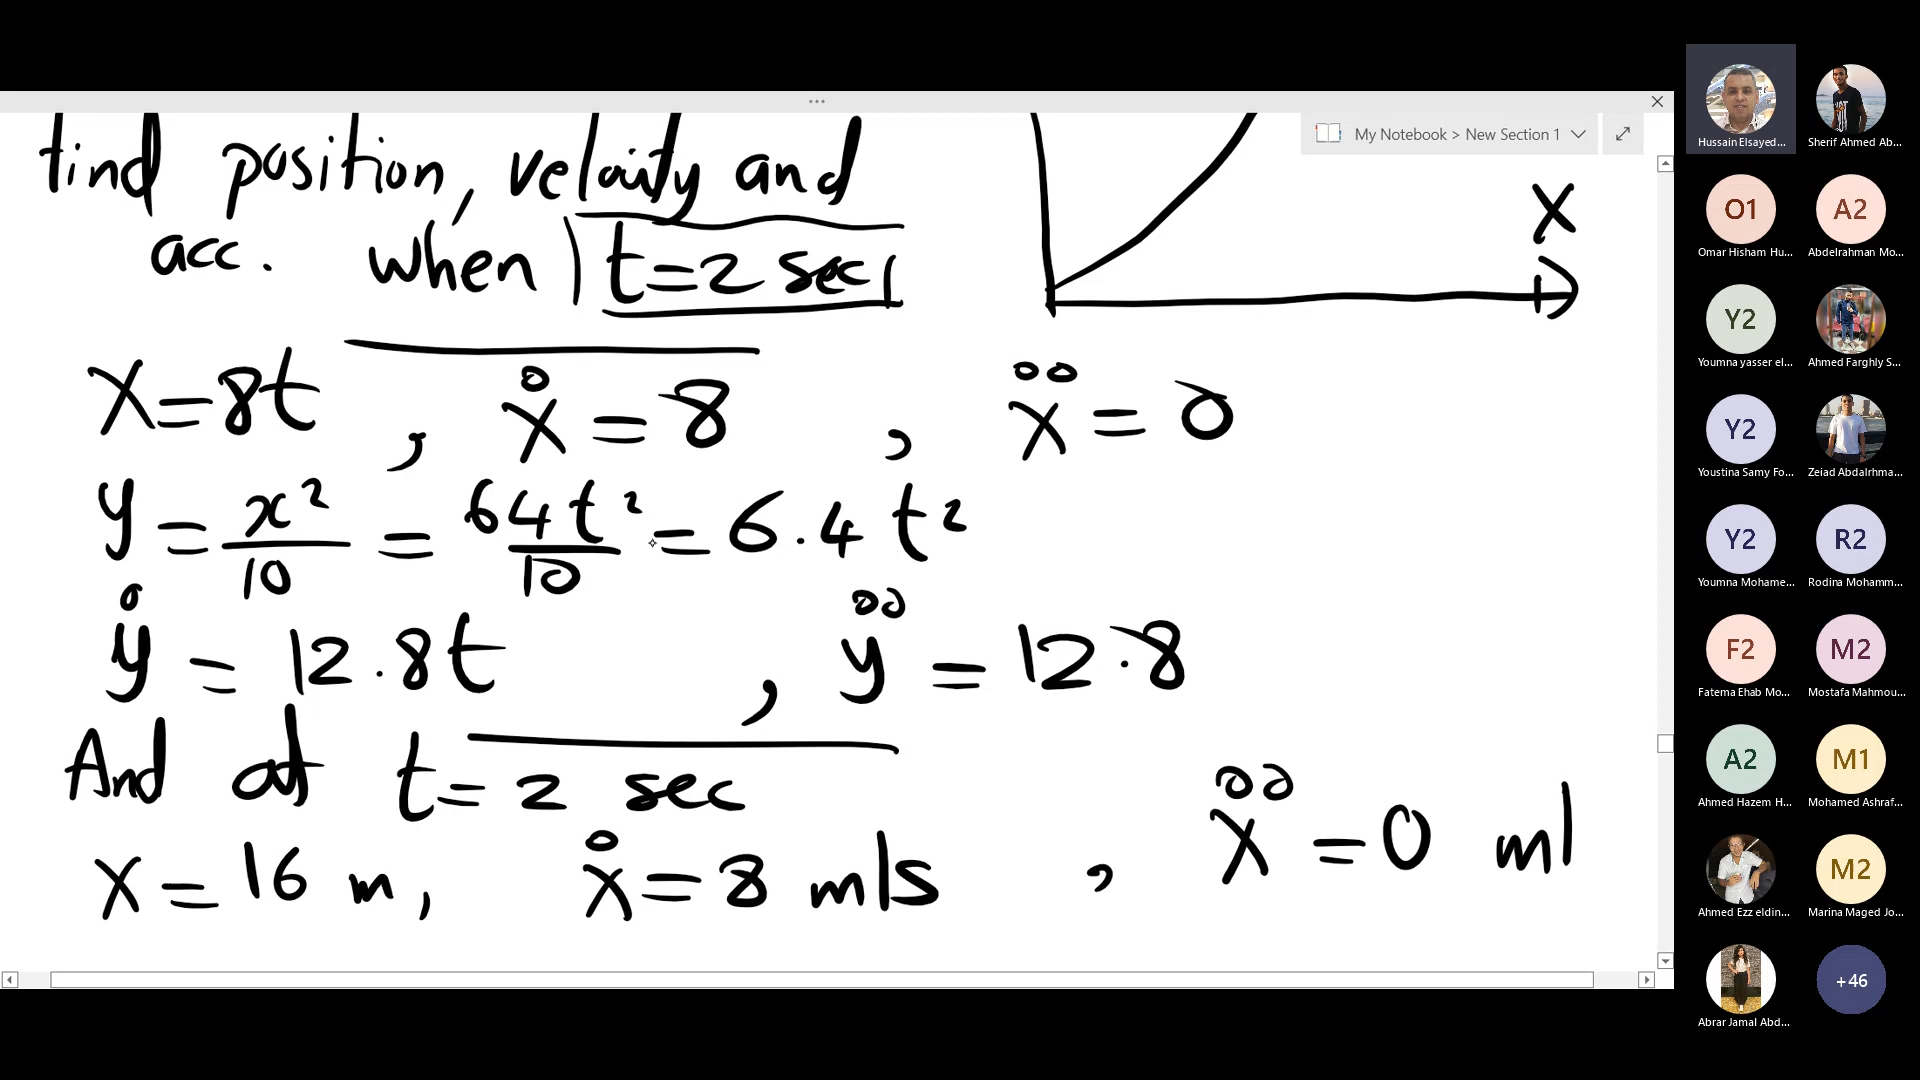 My Notebook > New Section 1
find position, velocity and
acc. when t=2 sec
X
X=8t , ẋ = 8 , ẍ = 0
y = x²/10 = 64t²/10 = 6.4 t²
ẏ = 12.8t , ÿ = 12.8
And at t= 2 sec
X = 16 m, ẋ = 8 m/s , ẍ = 0 m/
Hussain Elsayed...
Sherif Ahmed Ab...
O1
Omar Hisham Hu...
A2
Abdelrahman Mo...
Y2
Youmna yasser el...
Ahmed Farghly S...
Y2
Youstina Samy Fo...
Zeiad Abdalrhma...
Y2
Youmna Mohame...
R2
Rodina Mohamm...
F2
Fatema Ehab Mo...
M2
Mostafa Mahmou...
A2
Ahmed Hazem H...
M1
Mohamed Ashraf...
Ahmed Ezz eldin...
M2
Marina Maged Jo...
Abrar Jamal Abd...
+46